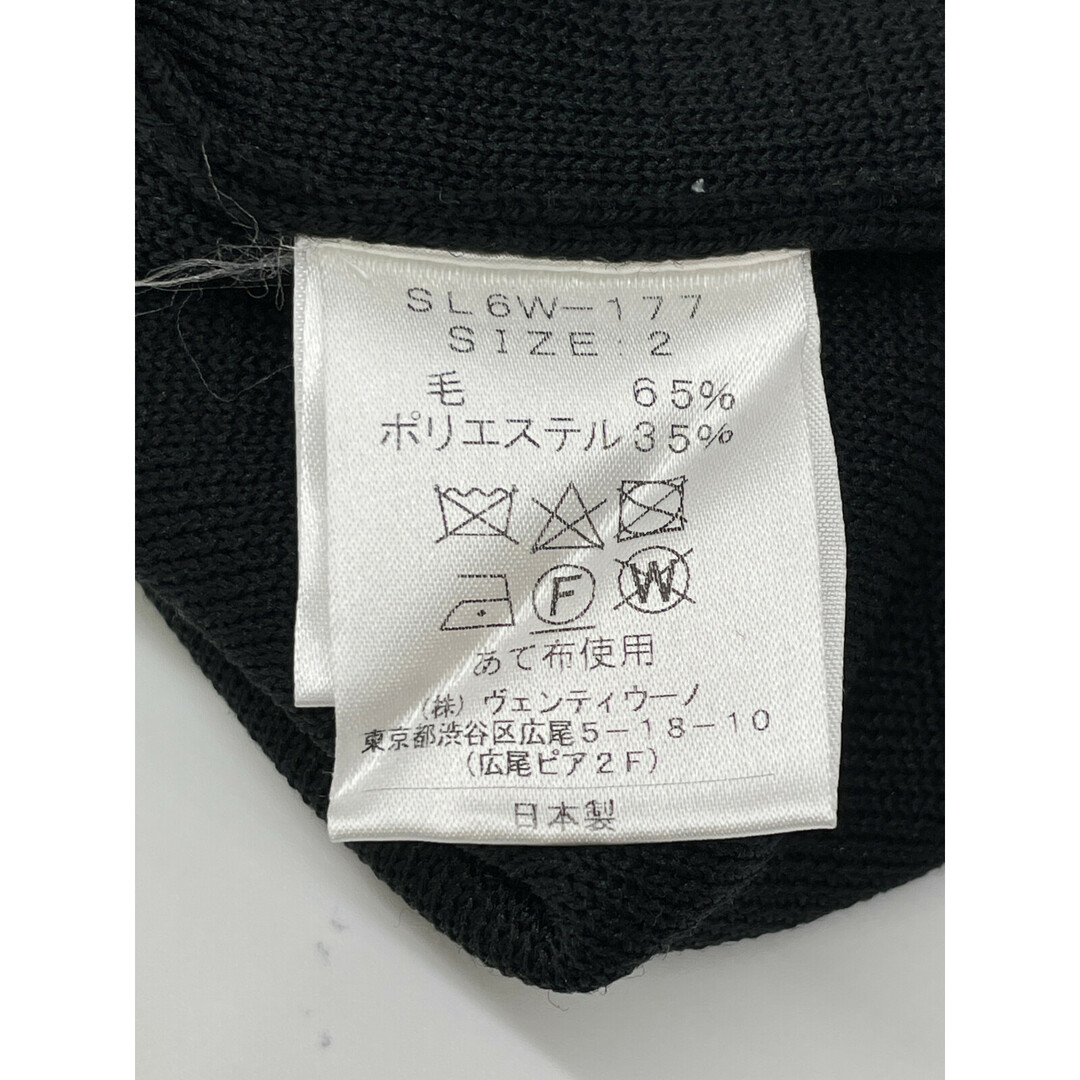 SL6W-177
SIZE:2
毛 65%
ポリエステル35%
F W
あて布使用
(株)ヴェンティウーノ
東京都渋谷区広尾5-18-10
(広尾ピア2F)
日本製